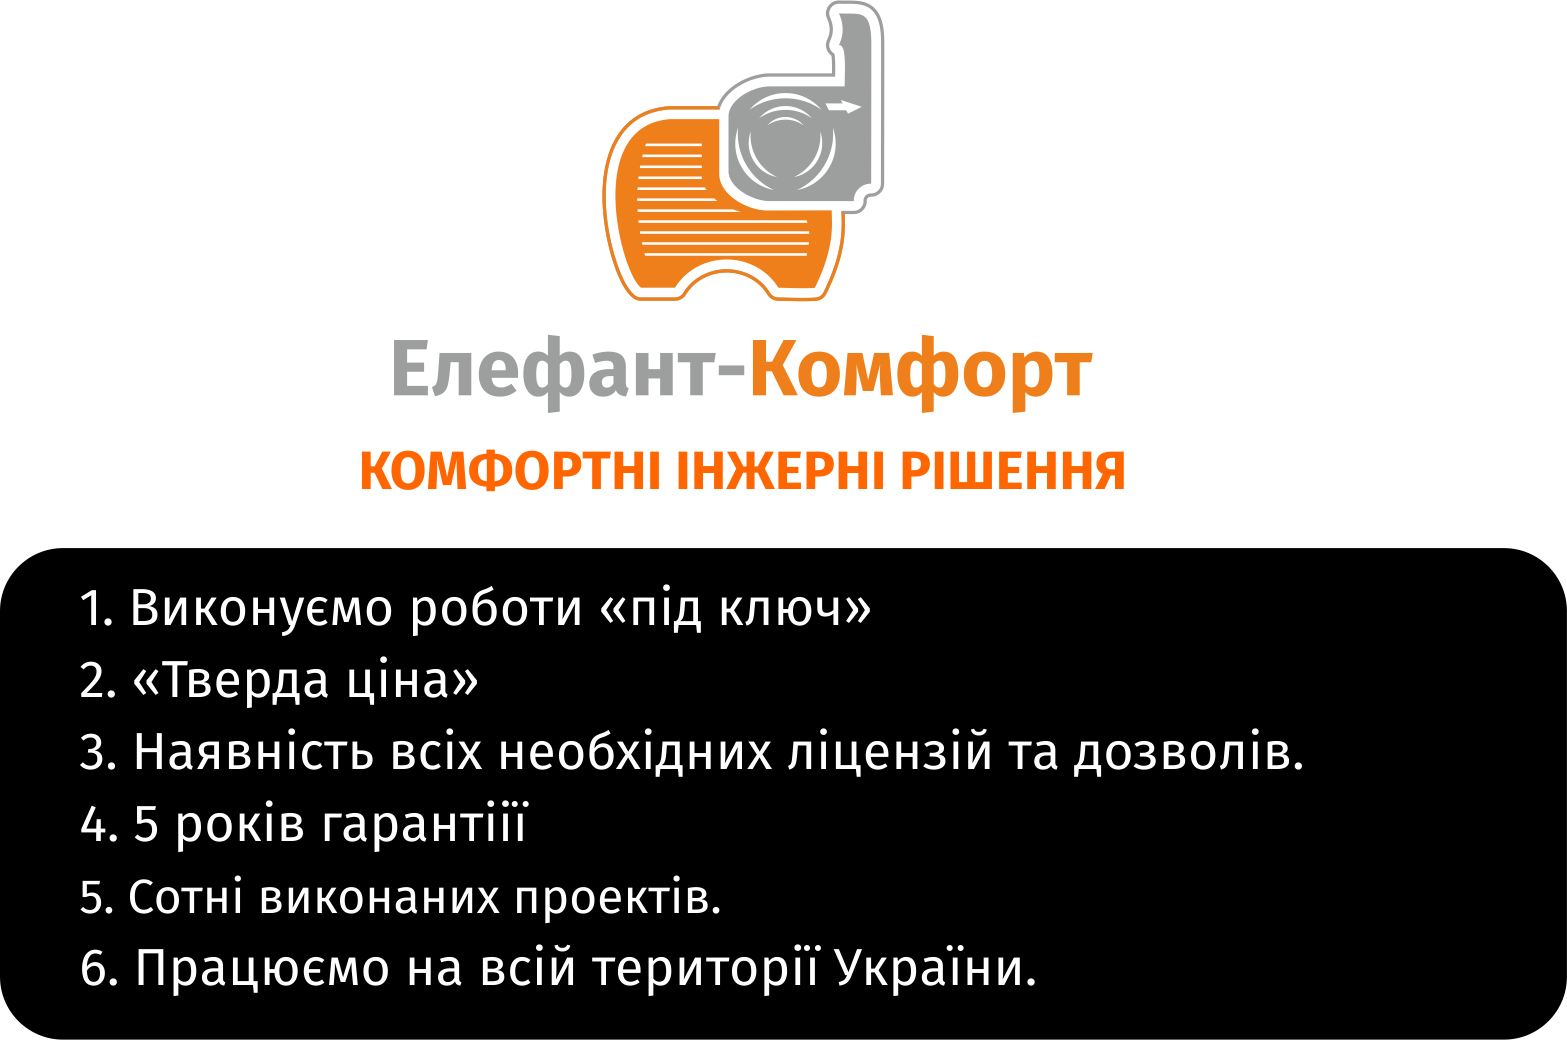 Елефант-Комфорт
КОМФОРТНІ ІНЖЕРНІ РІШЕННЯ
1. Виконуємо роботи «під ключ»
2. «Тверда ціна»
3. Наявність всіх необхідних ліцензій та дозволів.
4. 5 років гарантіії
5. Сотні виконаних проектів.
6. Працюємо на всій території України.